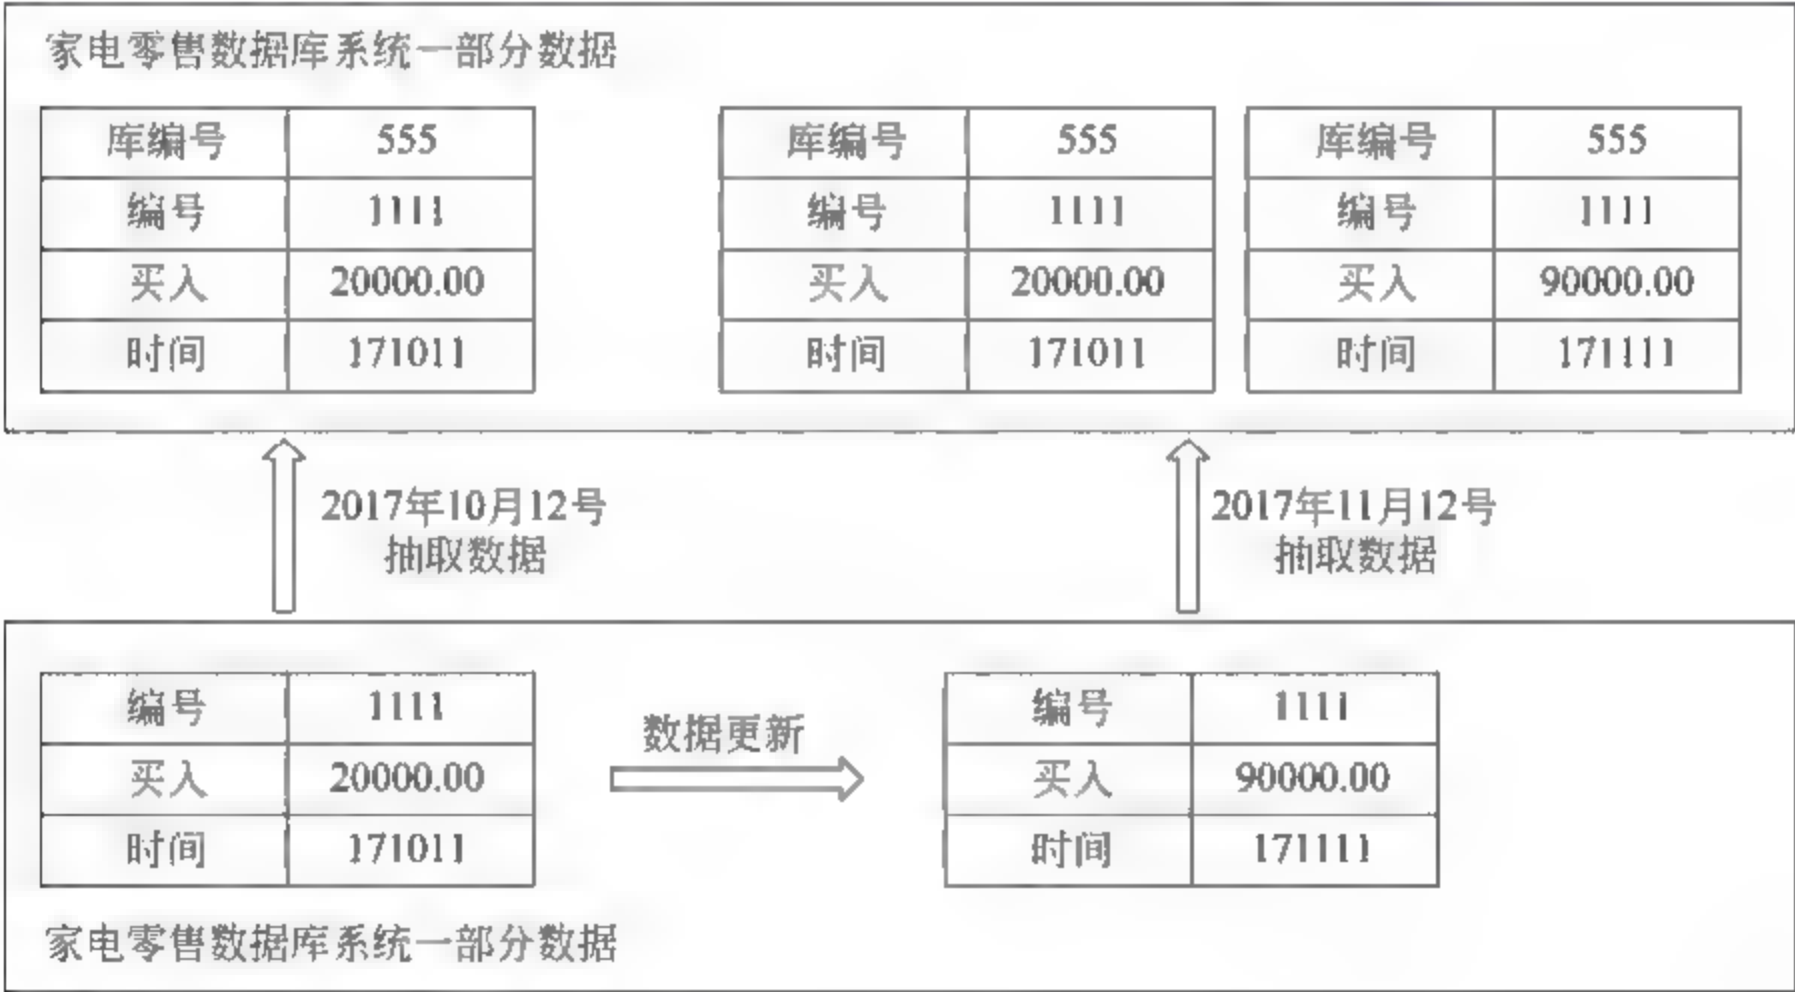 家电零售数据库系统一部分数据
库编号 555
编号 1111
买入 20000.00
时间 171011
库编号 555
编号 1111
买入 20000.00
时间 171011
库编号 555
编号 1111
买入 90000.00
时间 171111
2017年10月12号
抽取数据
2017年11月12号
抽取数据
编号 1111
买入 20000.00
时间 171011
数据更新
编号 1111
买入 90000.00
时间 171111
家电零售数据库系统一部分数据